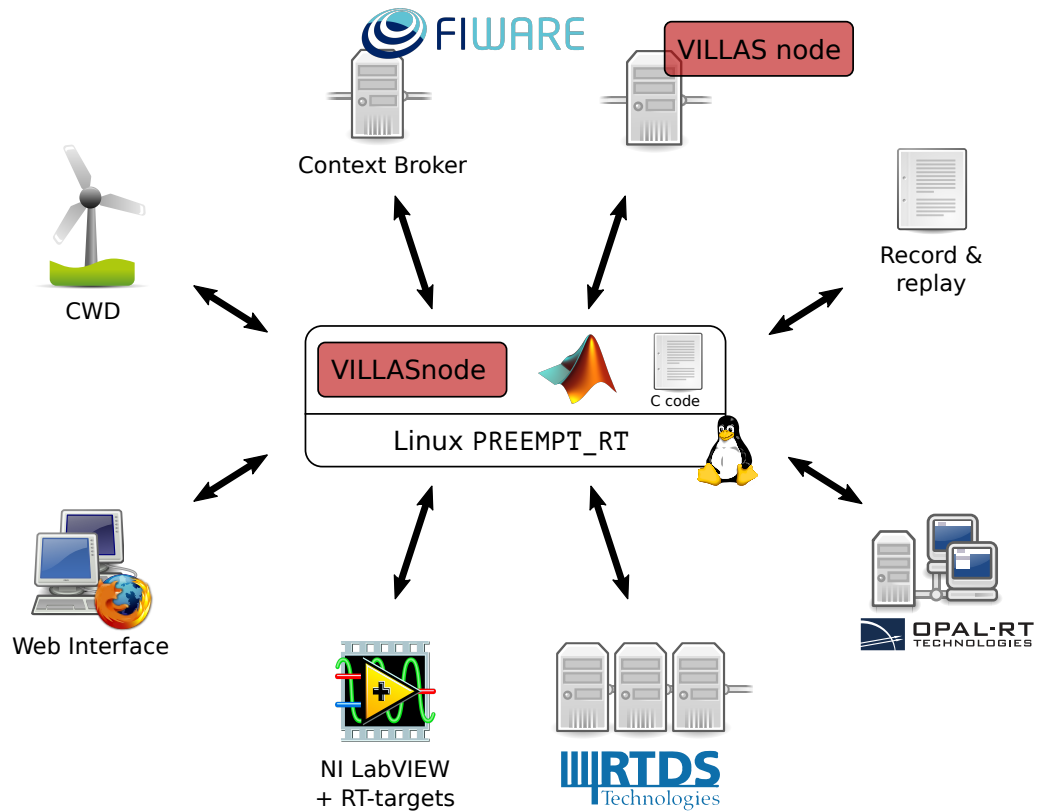 FIWARE
VILLAS node
Context Broker
Record &
replay
CWD
VILLASnode
C code
Linux PREEMPT_RT
Web Interface
OPAL-RT
TECHNOLOGIES
NI LabVIEW
+ RT-targets
RTDS
Technologies